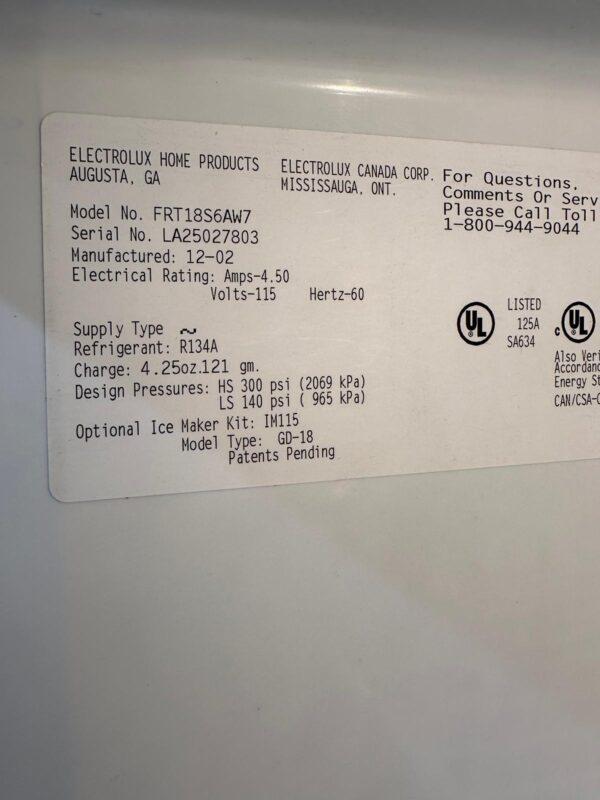 ELECTROLUX HOME PRODUCTS
AUGUSTA, GA
ELECTROLUX CANADA CORP.
MISSISSAUGA, ONT.
For Questions,
Comments Or Serv
Please Call Toll
1-800-944-9044
Model No. FRT18S6AW7
Serial No. LA25027803
Manufactured: 12-02
Electrical Rating: Amps-4.50
Volts-115 Hertz-60
Supply Type ~
Refrigerant: R134A
Charge: 4.25oz.121 gm.
Design Pressures: HS 300 psi (2069 kPa)
LS 140 psi ( 965 kPa)
Optional Ice Maker Kit: IM115
Model Type: GD-18
Patents Pending
UL
LISTED
125A
SA634
c UL
Also Veri
Accordanc
Energy St
CAN/CSA-C